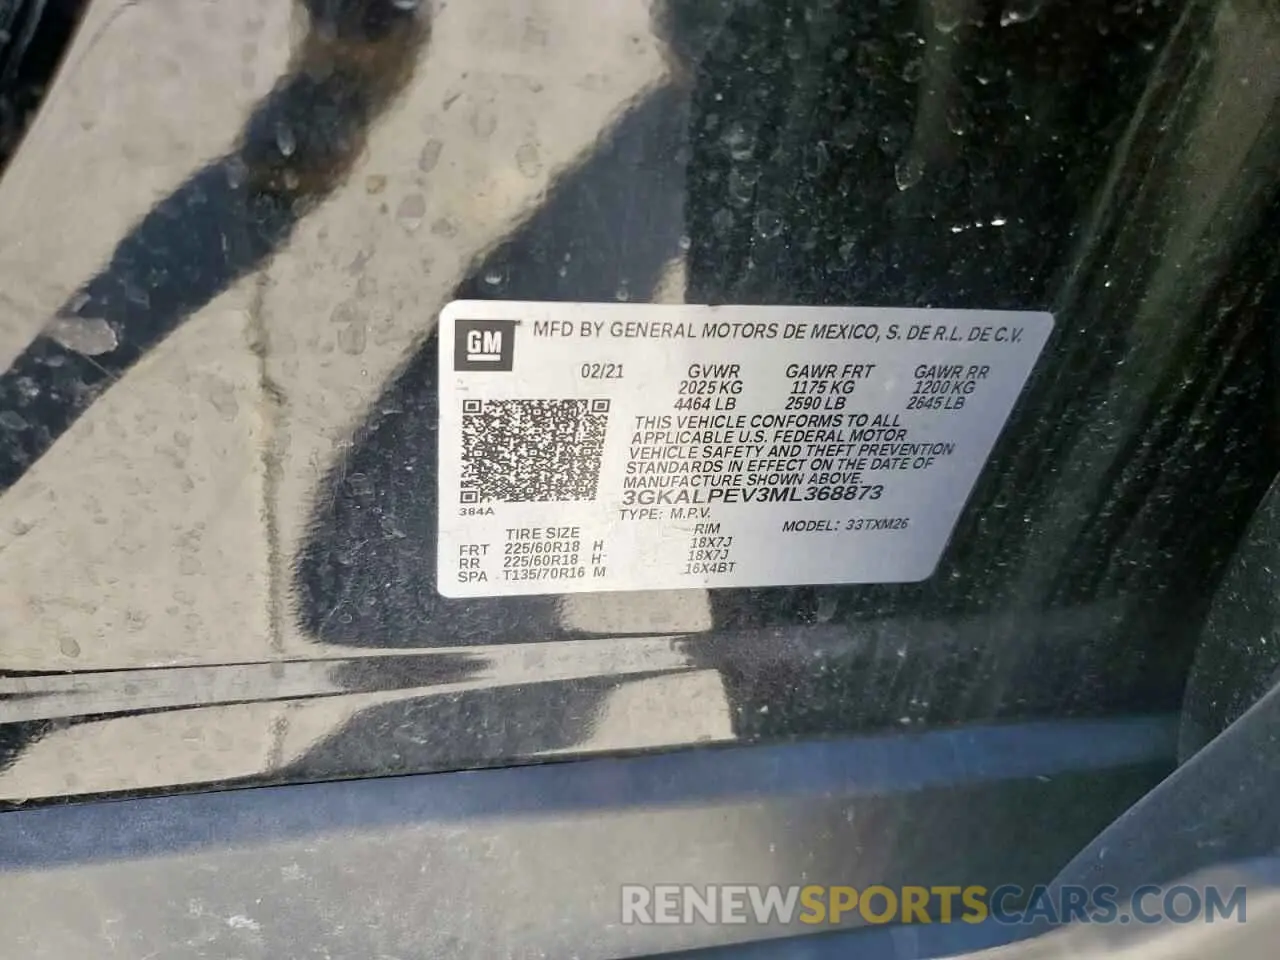 GM MFD BY GENERAL MOTORS DE MEXICO, S. DE R.L. DE C.V.
02/21 GVWR GAWR FRT GAWR RR
2025 KG 1175 KG 1200 KG
4464 LB 2590 LB 2645 LB
THIS VEHICLE CONFORMS TO ALL
APPLICABLE U.S. FEDERAL MOTOR
VEHICLE SAFETY AND THEFT PREVENTION
STANDARDS IN EFFECT ON THE DATE OF
MANUFACTURE SHOWN ABOVE.
3GKALPEV3ML368873
384A TYPE: M.P.V. MODEL: 33TXM26
TIRE SIZE RIM
FRT 225/60R18 H 18X7J
RR 225/60R18 H 18X7J
SPA T135/70R16 M 16X4BT
RENEWSPORTSCARS.COM